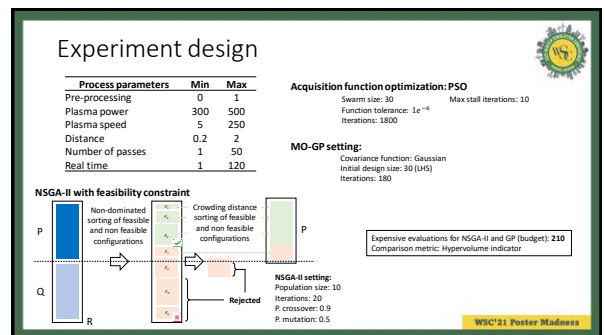 Experiment design
Process parameters Min Max
Pre-processing 0 1
Plasma power 300 500
Plasma speed 5 250
Distance 0.2 2
Number of passes 1 50
Real time 1 120
Acquisition function optimization: PSO
Swarm size: 30 Max stall iterations: 10
Function tolerance: 1e⁻⁶
Iterations: 1800
MO-GP setting:
Covariance function: Gaussian
Initial design size: 30 (LHS)
Iterations: 180
NSGA-II with feasibility constraint
P
Q
R
Non-dominated
sorting of feasible
and non feasible
configurations
Crowding distance
sorting of feasible
and non feasible
configurations
P
Rejected
NSGA-II setting:
Population size: 10
Iterations: 20
P. crossover: 0.9
P. mutation: 0.5
Expensive evaluations for NSGA-II and GP (budget): 210
Comparison metric: Hypervolume indicator
WSC
WSC'21 Poster Madness